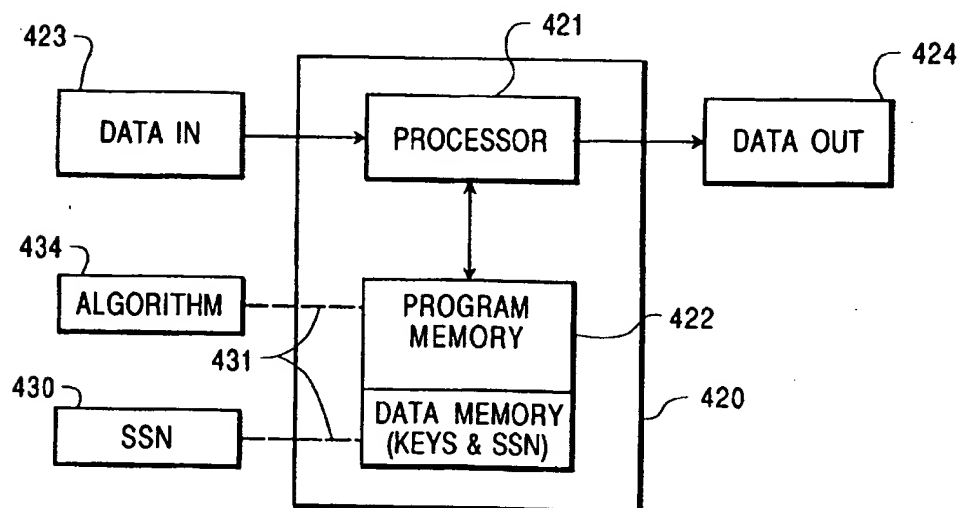 421
423
424
DATA IN
PROCESSOR
DATA OUT
434
ALGORITHM
PROGRAM
MEMORY
422
431
430
SSN
DATA MEMORY
(KEYS & SSN)
420